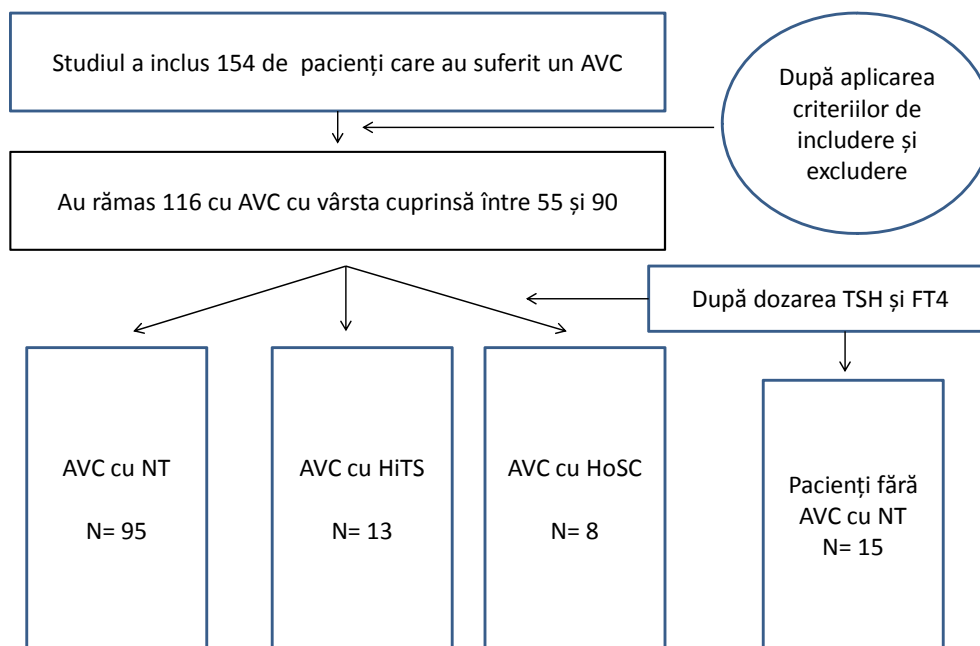 Studiul a inclus 154 de pacienți care au suferit un AVC
După aplicarea
criteriilor de
includere și
excludere
Au rămas 116 cu AVC cu vârsta cuprinsă între 55 și 90
După dozarea TSH și FT4
AVC cu NT
N= 95
AVC cu HiTS
N= 13
AVC cu HoSC
N= 8
Pacienți fără
AVC cu NT
N= 15